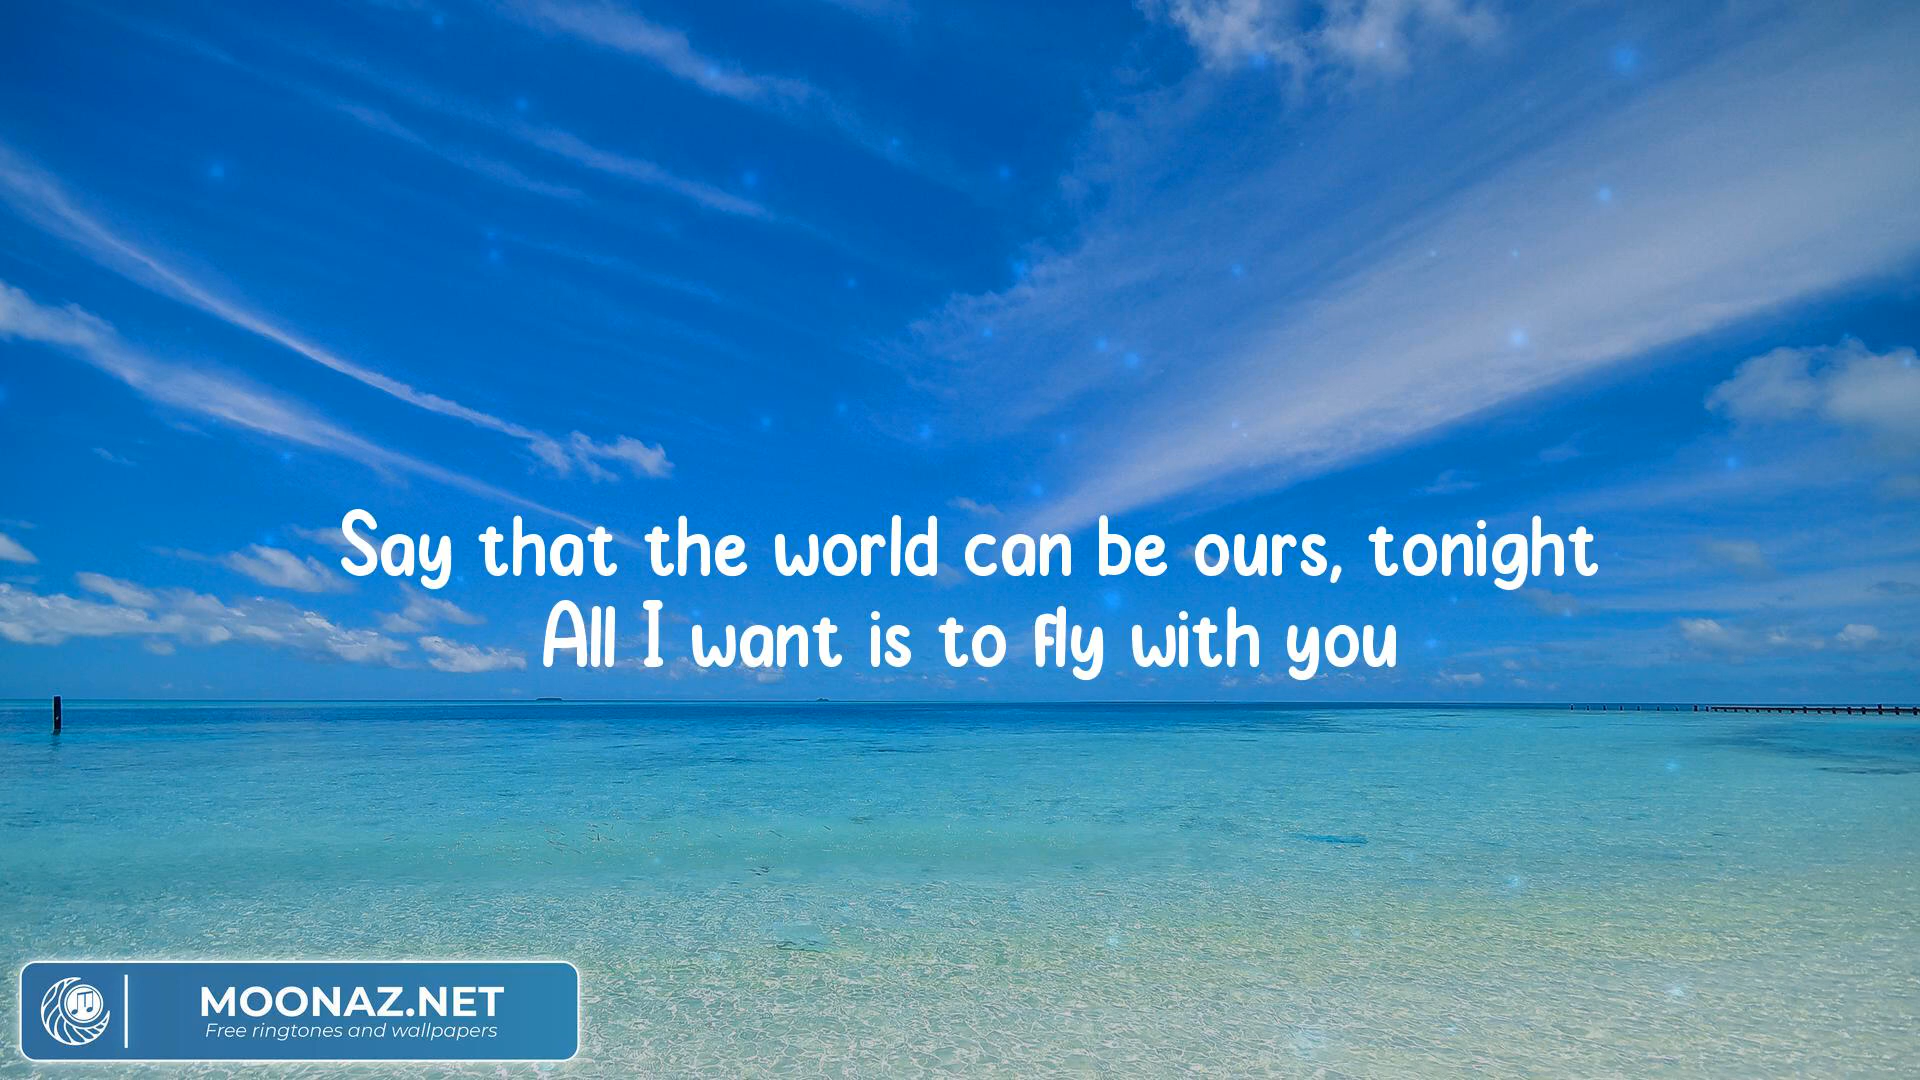 Say that the world can be ours, tonight
All I want is to fly with you
MOONAZ.NET
Free ringtones and wallpapers